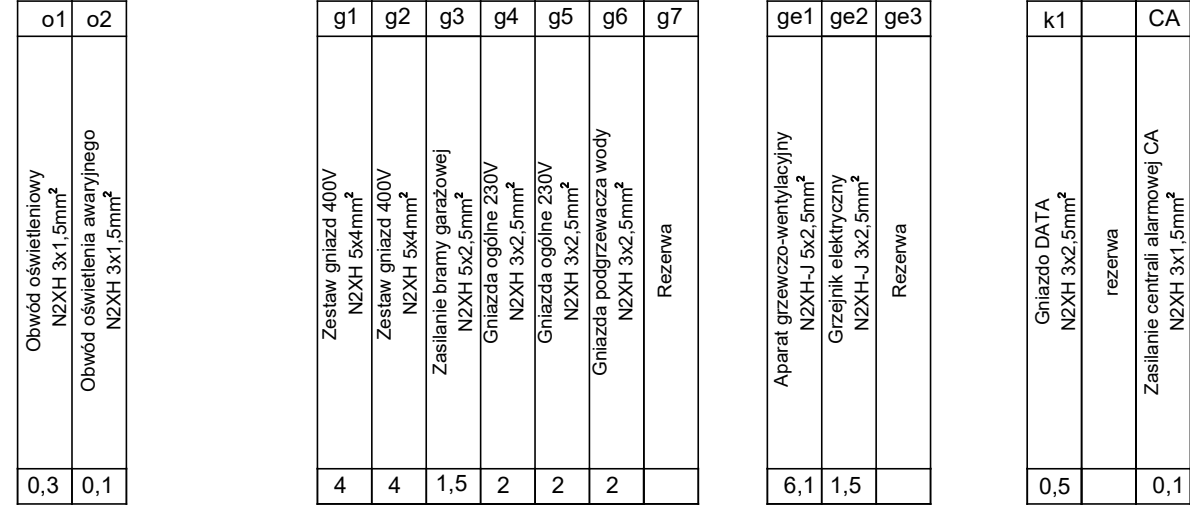 o1 o2 g1 g2 g3 g4 g5 g6 g7 ge1 ge2 ge3 k1 CA
Obwód oświetleniowy
N2XH 3x1,5mm²
Obwód oświetlenia awaryjnego
N2XH 3x1,5mm²
Zestaw gniazd 400V
N2XH 5x4mm²
Zestaw gniazd 400V
N2XH 5x4mm²
Zasilanie bramy garażowej
N2XH 5x2,5mm²
Gniazda ogólne 230V
N2XH 3x2,5mm²
Gniazda ogólne 230V
N2XH 3x2,5mm²
Gniazda podgrzewacza wody
N2XH 3x2,5mm²
Rezerwa
Aparat grzewczo-wentylacyjny
N2XH-J 5x2,5mm²
Grzejnik elektryczny
N2XH-J 3x2,5mm²
Rezerwa
Gniazdo DATA
N2XH 3x2,5mm²
rezerwa
Zasilanie centrali alarmowej CA
N2XH 3x1,5mm²
0,3 0,1 4 4 1,5 2 2 2 6,1 1,5 0,5 0,1